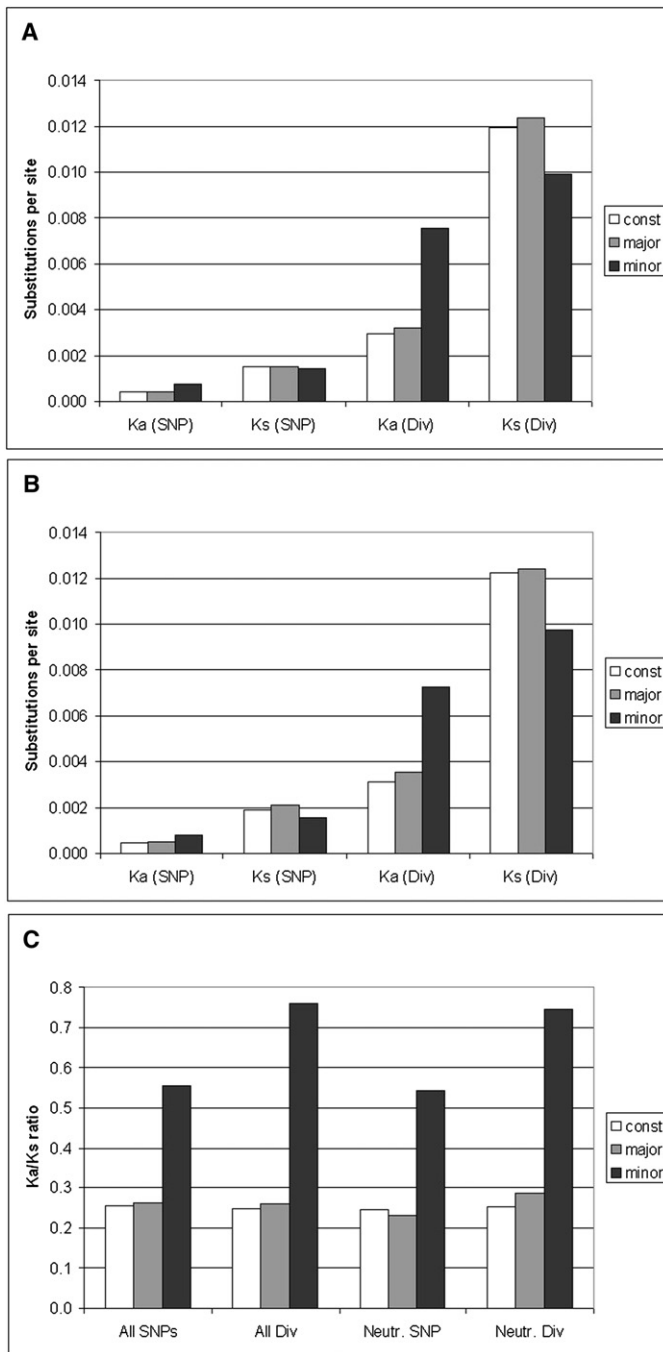 A
Substitutions per site
0.014
0.012
0.010
0.008
0.006
0.004
0.002
0.000
Ka (SNP) Ks (SNP) Ka (Div) Ks (Div)
const
major
minor
B
Substitutions per site
0.014
0.012
0.010
0.008
0.006
0.004
0.002
0.000
Ka (SNP) Ks (SNP) Ka (Div) Ks (Div)
const
major
minor
C
Ka/Ks ratio
0.8
0.7
0.6
0.5
0.4
0.3
0.2
0.1
0.0
All SNPs All Div Neutr. SNP Neutr. Div
const
major
minor